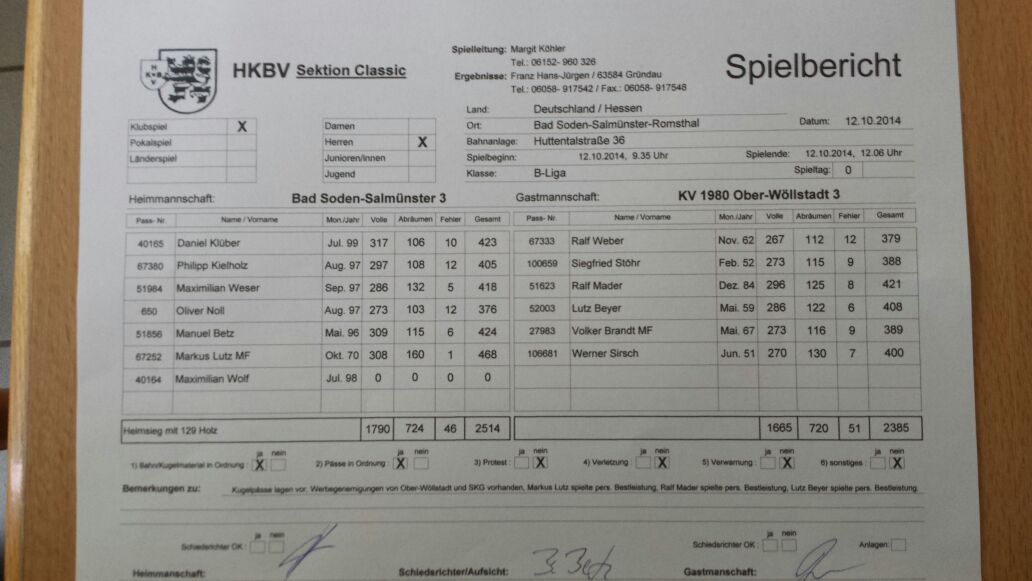 Spielleitung: Margit Köhler
Tel.: 06152- 960 326
HKBV Sektion Classic
Ergebnisse: Franz Hans-Jürgen / 63584 Gründau
Tel.: 06058- 917542 / Fax.: 06058- 917548
Spielbericht
Land: Deutschland / Hessen
Klubspiel X Damen Ort: Bad Soden-Salmünster-Romsthal Datum: 12.10.2014
Pokalspiel Herren X Bahnanlage: Huttentalstraße 36
Länderspiel Junioren/innen Spielbeginn: 12.10.2014, 9.35 Uhr Spielende: 12.10.2014, 12.06 Uhr
Jugend Klasse: B-Liga Spieltag: 0
Heimmannschaft: Bad Soden-Salmünster 3 Gastmannschaft: KV 1980 Ober-Wöllstadt 3
Pass- Nr. Name / Vorname Mon./Jahr Volle Abräumen Fehler Gesamt Pass- Nr. Name / Vorname Mon/Jahr Volle Abräumen Fehler Gesamt
40165 Daniel Klüber Jul. 99 317 106 10 423 67333 Ralf Weber Nov. 62 267 112 12 379
67380 Philipp Kielholz Aug. 97 297 108 12 405 100659 Siegfried Stöhr Feb. 52 273 115 9 388
51984 Maximilian Weser Sep. 97 286 132 5 418 51623 Ralf Mader Dez. 84 296 125 8 421
650 Oliver Noll Aug. 97 273 103 12 376 52003 Lutz Beyer Mai. 59 286 122 6 408
51856 Manuel Betz Mai. 96 309 115 6 424 27983 Volker Brandt MF Mai. 67 273 116 9 389
67252 Markus Lutz MF Okt. 70 308 160 1 468 106681 Werner Sirsch Jun. 51 270 130 7 400
40164 Maximilian Wolf Jul. 98 0 0 0 0
Heimsieg mit 129 Holz 1790 724 46 2514 1665 720 51 2385
ja nein ja nein ja nein ja nein ja nein ja nein
1) Bahn/Kugelmaterial in Ordnung : X 2) Pässe in Ordnung : X 3) Protest : X 4) Verletzung : X 5) Verwarnung : X 6) sonstiges : X
Bemerkungen zu: Kugelpässe lagen vor. Werbegenemigungen von Ober-Wöllstadt und SKG vorhanden, Markus Lutz spielte pers. Bestleistung, Ralf Mader spielte pers. Bestleistung, Lutz Beyer spielte pers. Bestleistung.
ja nein ja nein
Schiederichter OK : Schiederichter OK : Anlagen:
Heimmanschaft: Schiedsrichter/Aufsicht: Gastmanschaft: